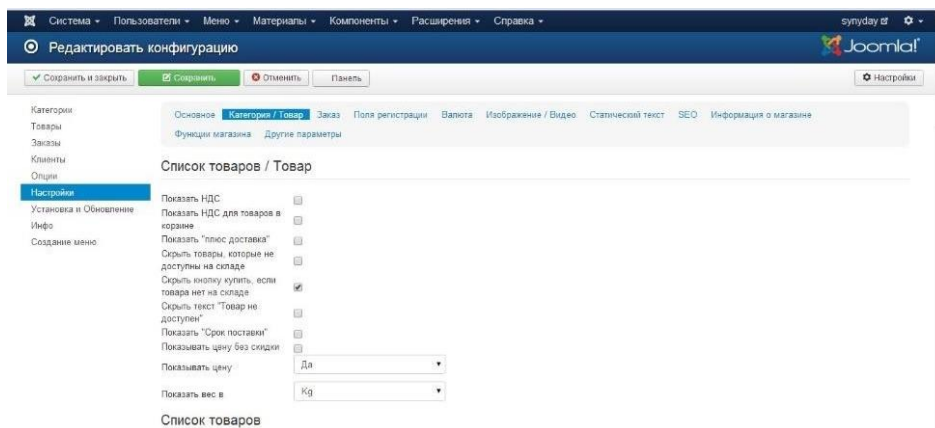 Система Пользователи Меню Материалы Компоненты Расширения Справка synyday
Редактировать конфигурацию Joomla!
Сохранить и закрыть Сохранить Отменить Панель Настройки
Категории
Товары
Заказы
Клиенты
Опции
Настройки
Установка и Обновление
Инфо
Создание меню
Основное Категория / Товар Заказ Поля регистрации Валюта Изображение / Видео Статический текст SEO Информация о магазине
Функции магазина Другие параметры
Список товаров / Товар
Показать НДС
Показать НДС для товаров в
корзине
Показать "плюс доставка"
Скрыть товары, которые не
доступны на складе
Скрыть кнопку купить, если
товара нет на складе
Скрыть текст "Товар не
доступен"
Показать "Срок поставки"
Показывать цену без скидки
Показывать цену Да
Показать вес в Kg
Список товаров